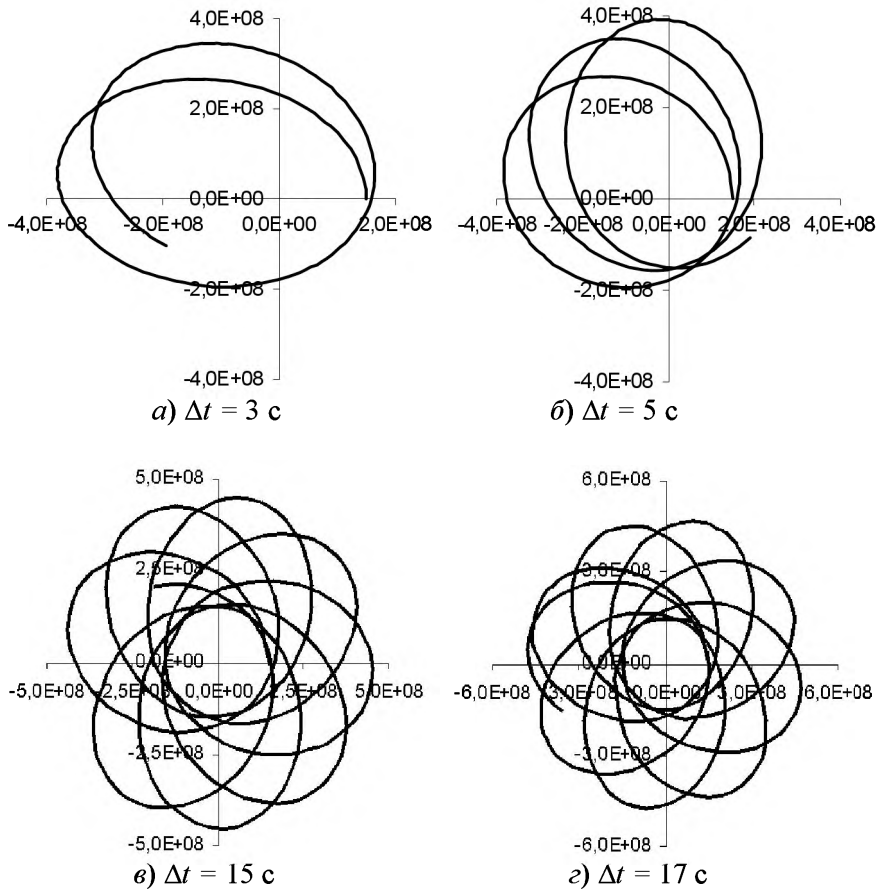 4,0E+08
2,0E+08
0,0E+00
-4,0E+08 -2,0E+08 0,0E+00 2,0E+08
-2,0E+08
-4,0E+08
а) Δt = 3 с
4,0E+08
2,0E+08
0,0E+00
-4,0E+08 -2,0E+08 0,0E+00 2,0E+08 4,0E+08
-2,0E+08
-4,0E+08
б) Δt = 5 с
5,0E+08
2,5E+08
0,0E+00
-5,0E+08 -2,5E+08 0,0E+00 2,5E+08 5,0E+08
-2,5E+08
-5,0E+08
в) Δt = 15 с
6,0E+08
3,0E+08
0,0E+00
-6,0E+08 -3,0E+08 0,0E+00 3,0E+08 6,0E+08
-3,0E+08
-6,0E+08
г) Δt = 17 с